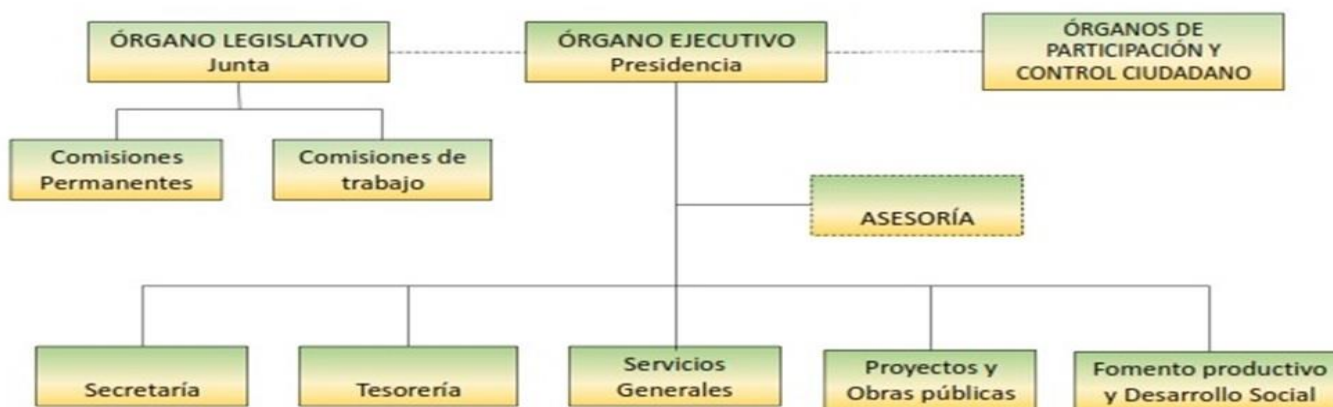 ÓRGANO LEGISLATIVO
Junta
ÓRGANO EJECUTIVO
Presidencia
ÓRGANOS DE
PARTICIPACIÓN Y
CONTROL CIUDADANO
Comisiones
Permanentes
Comisiones de
trabajo
ASESORÍA
Secretaría
Tesorería
Servicios
Generales
Proyectos y
Obras públicas
Fomento productivo
y Desarrollo Social